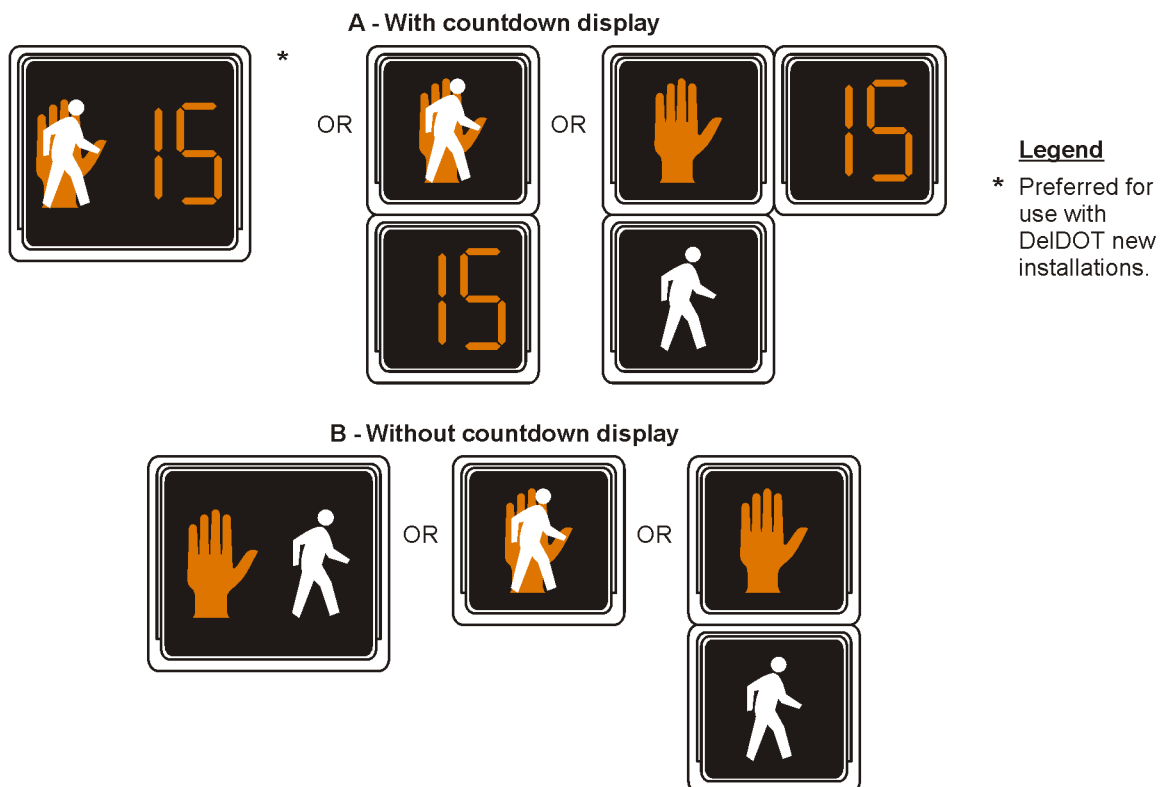 A - With countdown display
*
15
OR
OR
15
15
Legend
* Preferred for
use with
DelDOT new
installations.
B - Without countdown display
OR
OR